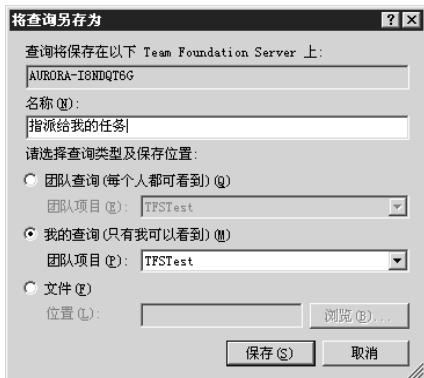 将查询另存为
查询将保存在以下 Team Foundation Server 上:
AURORA-I8NDQT6G
名称(N):
指派给我的任务
请选择查询类型及保存位置:
团队查询(每个人都可看到)(Q)
团队项目(E): TFSTest
我的查询(只有我可以看到)(M)
团队项目(P): TFSTest
文件(F)
位置(L): 浏览(B)...
保存(S) 取消